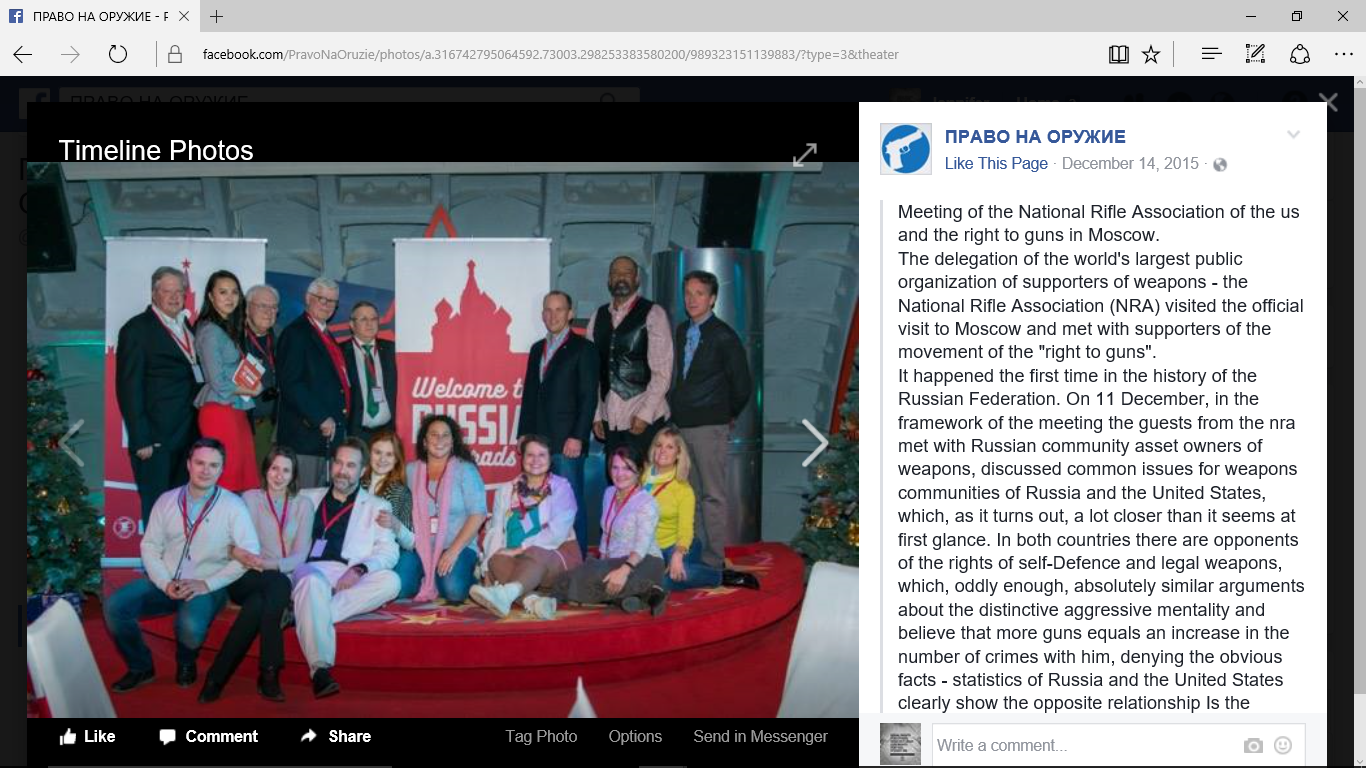 ПРАВО НА ОРУЖИЕ - F
facebook.com/PravoNaOruzie/photos/a.316742795064592.73003.298253383580200/989323151139883/?type=3&theater
ПРАВО НА ОРУЖИЕ
Timeline Photos
Welcome t
RUSSIA
ПРАВО НА ОРУЖИЕ
Like This Page · December 14, 2015 ·
Meeting of the National Rifle Association of the us
and the right to guns in Moscow.
The delegation of the world's largest public
organization of supporters of weapons - the
National Rifle Association (NRA) visited the official
visit to Moscow and met with supporters of the
movement of the "right to guns".
It happened the first time in the history of the
Russian Federation. On 11 December, in the
framework of the meeting the guests from the nra
met with Russian community asset owners of
weapons, discussed common issues for weapons
communities of Russia and the United States,
which, as it turns out, a lot closer than it seems at
first glance. In both countries there are opponents
of the rights of self-Defence and legal weapons,
which, oddly enough, absolutely similar arguments
about the distinctive aggressive mentality and
believe that more guns equals an increase in the
number of crimes with him, denying the obvious
facts - statistics of Russia and the United States
clearly show the opposite relationship Is the
Like Comment Share Tag Photo Options Send in Messenger
Write a comment...